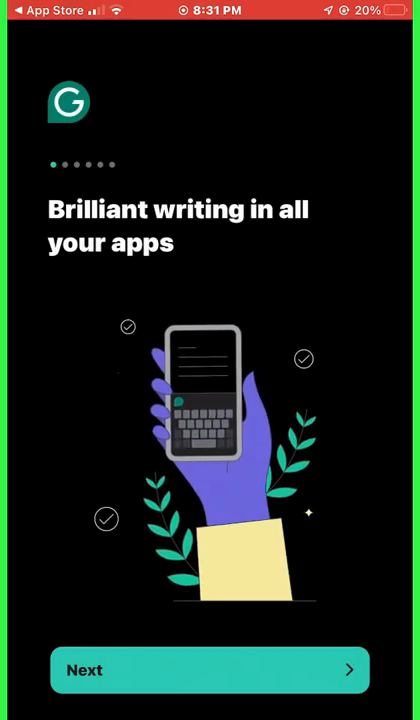 ◀ App Store 8:31 PM 20%
G
Brilliant writing in all
your apps
Next